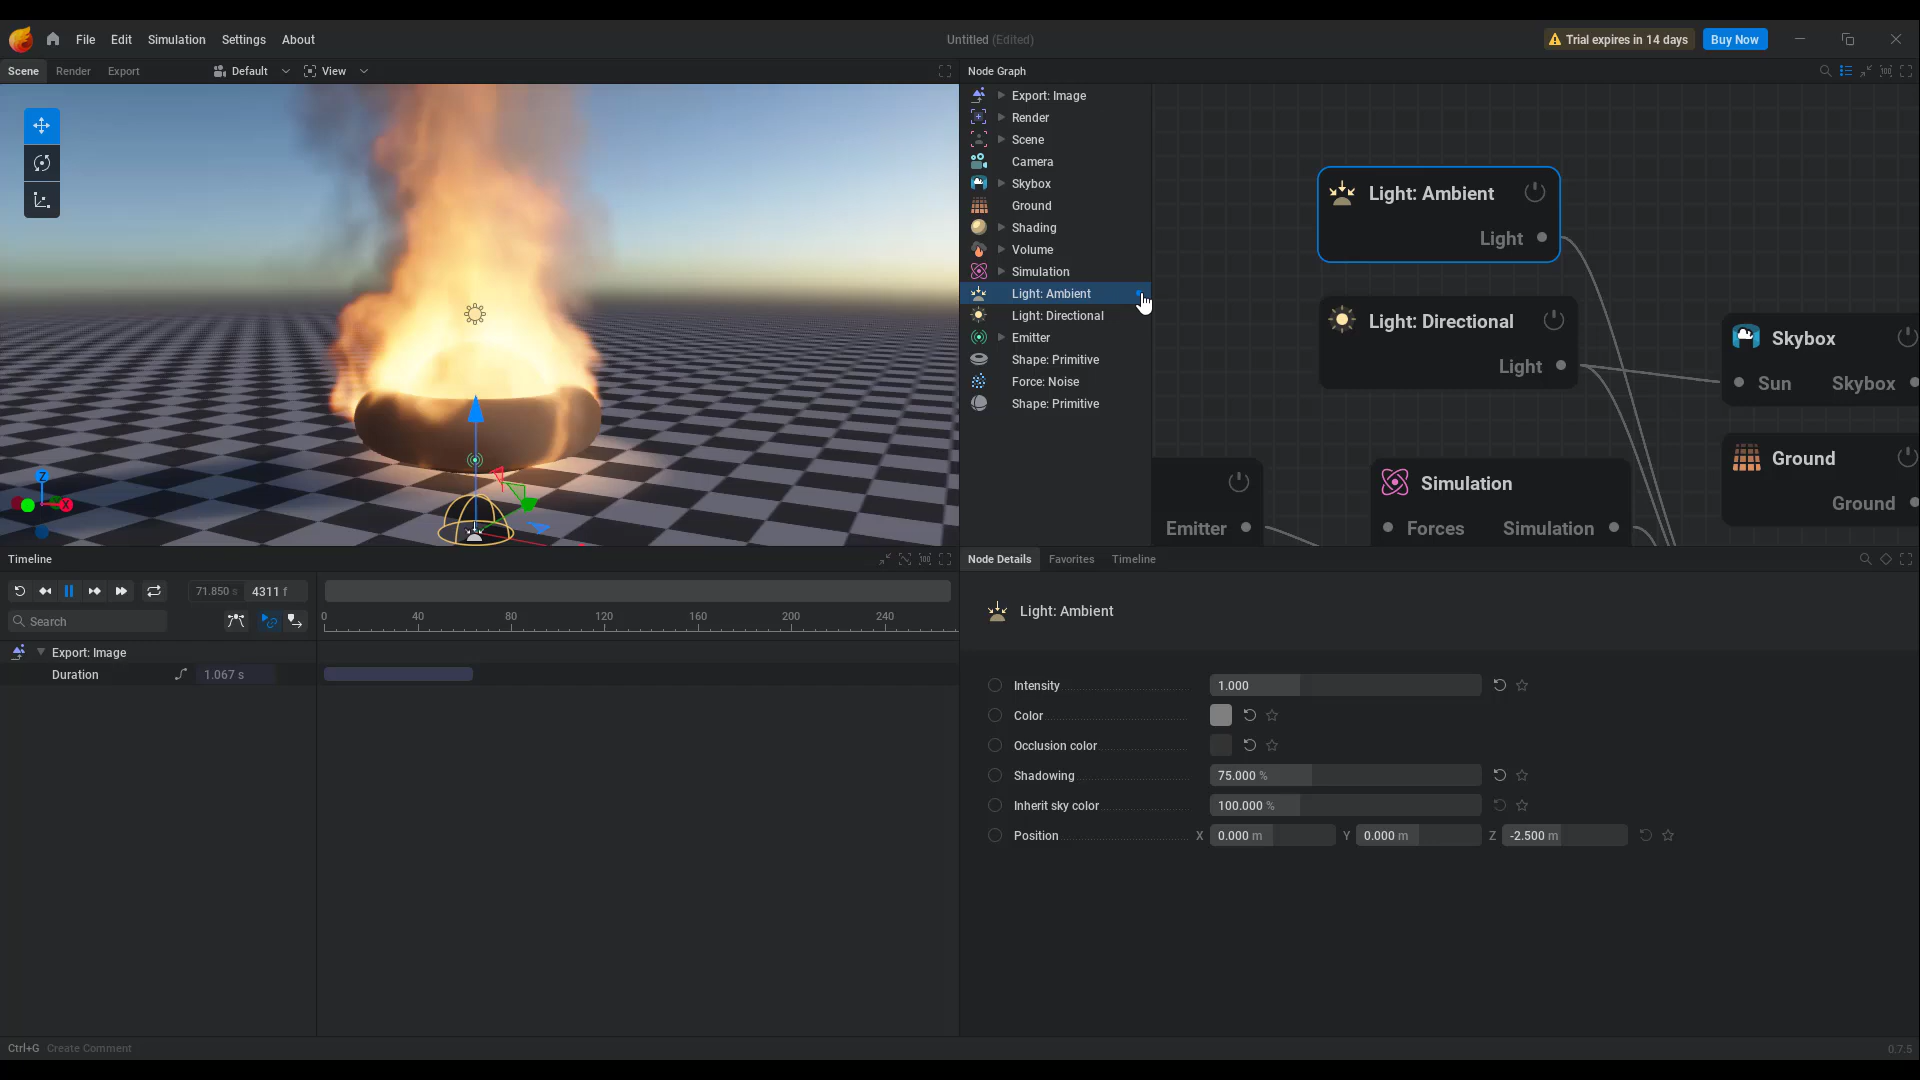 File Edit Simulation Settings About
Untitled (Edited)
Trial expires in 14 days Buy Now
Scene Render Export Default View
Node Graph
Export: Image
Render
Scene
Camera
Skybox
Ground
Shading
Volume
Simulation
Light: Ambient
Light: Directional
Emitter
Shape: Primitive
Force: Noise
Shape: Primitive
Light: Ambient
Light
Light: Directional
Light
Skybox
Sun Skybox
Ground
Ground
Emitter
Simulation
Forces Simulation
Z
X
Timeline
71.850 s 4311 f
Search
0 40 80 120 160 200 240
Export: Image
Duration 1.067 s
Node Details Favorites Timeline
Light: Ambient
Intensity 1.000
Color
Occlusion color
Shadowing 75.000 %
Inherit sky color 100.000 %
Position X 0.000 m Y 0.000 m Z -2.500 m
Ctrl+G Create Comment
0.7.5